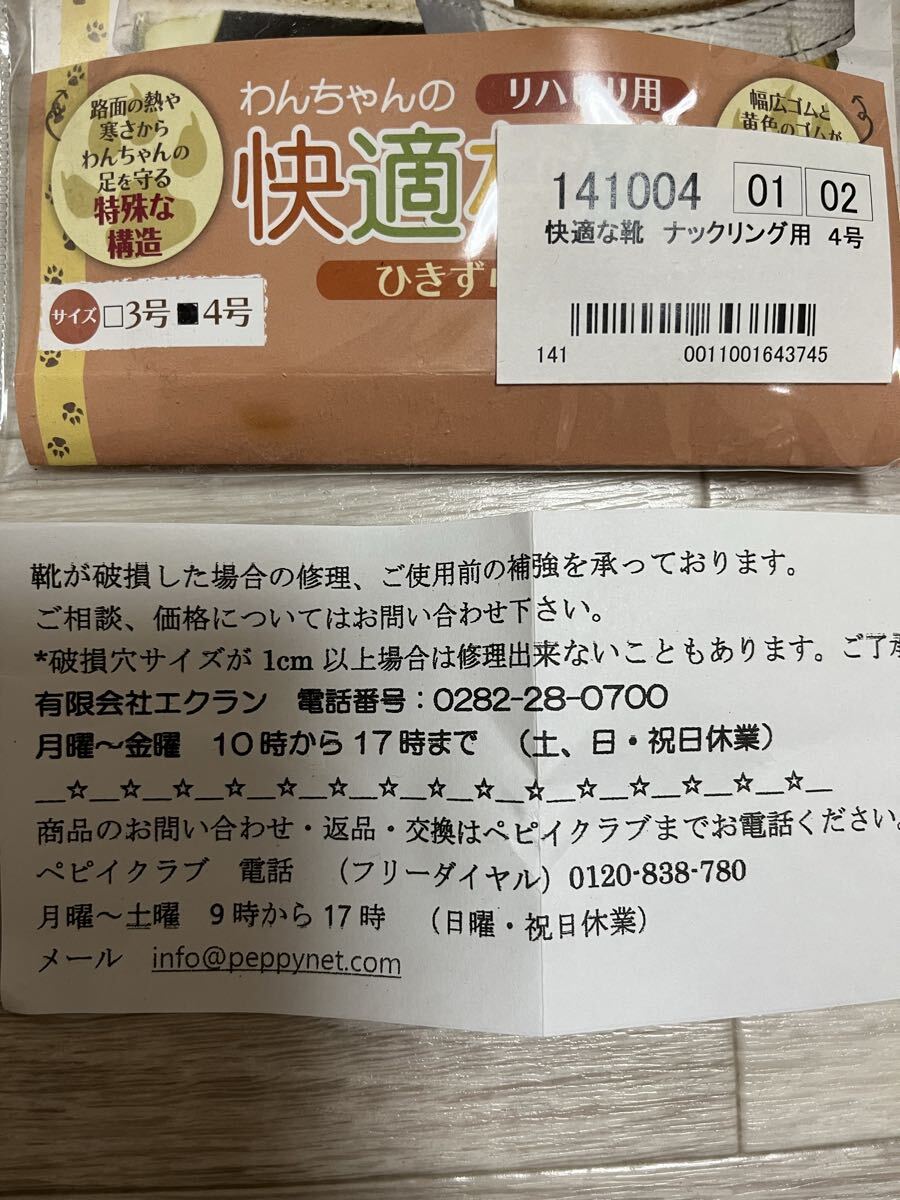 路面の熱や
寒さから
わんちゃんの
足を守る
特殊な
構造
わんちゃんの
リハビリ用
快適な
ひきずり
幅広ゴムと
黄色のゴムが
サイズ □3号 ■4号
141004 01 02
快適な靴 ナックリング用 4号
141 0011001643745
靴が破損した場合の修理、ご使用前の補強を承っております。
ご相談、価格についてはお問い合わせ下さい。
*破損穴サイズが 1cm 以上場合は修理出来ないこともあります。ご了承
有限会社エクラン 電話番号:0282-28-0700
月曜~金曜 10時から17時まで (土、日・祝日休業)
__☆__☆__☆__☆__☆__☆__☆__☆__☆__☆__☆__☆__☆__☆__☆__
商品のお問い合わせ・返品・交換はペピイクラブまでお電話ください。
ペピイクラブ 電話 (フリーダイヤル)0120-838-780
月曜~土曜 9時から17時 (日曜・祝日休業)
メール info@peppynet.com